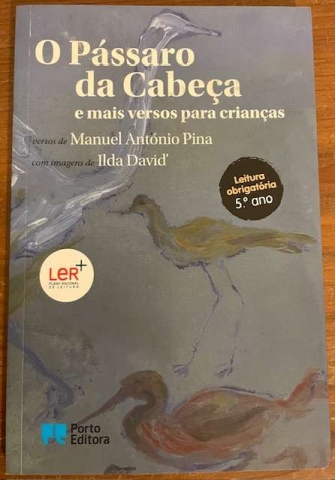 O Pássaro
da Cabeça
e mais versos para crianças
versos de Manuel António Pina
com imagens de Ilda David'
Leitura
obrigatória
5.º ano
LeR+
PLANO NACIONAL
DE LEITURA
Porto
Editora